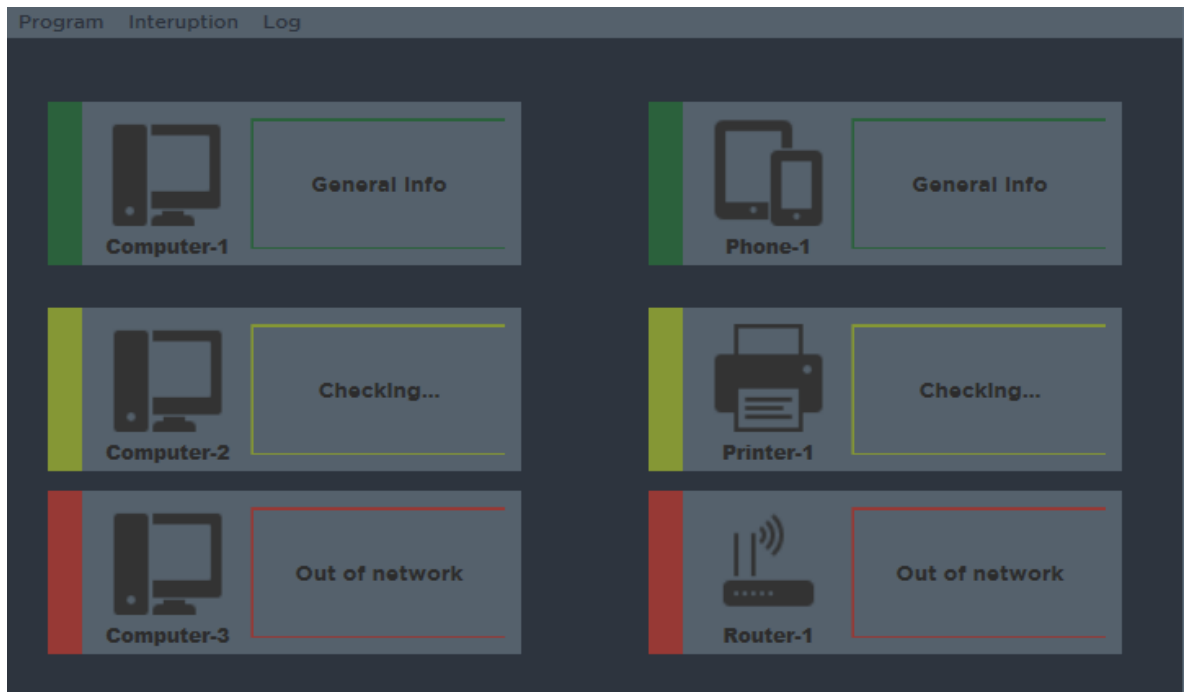 Program Interuption Log
General Info
Computer-1
General Info
Phone-1
Checking...
Computer-2
Checking...
Printer-1
Out of network
Computer-3
Out of network
Router-1